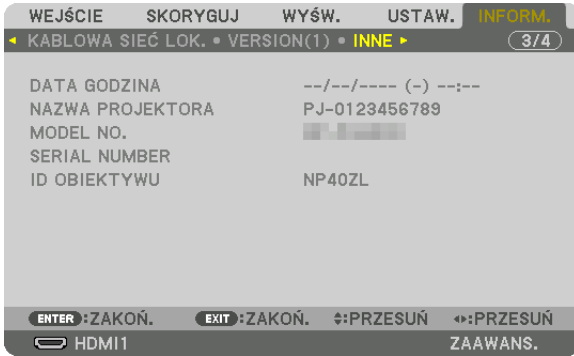 WEJŚCIE SKORYGUJ WYŚW. USTAW. INFORM.
KABLOWA SIEĆ LOK. • VERSION(1) • INNE 3/4
DATA GODZINA --/--/---- (-) --:--
NAZWA PROJEKTORA PJ-0123456789
MODEL NO.
SERIAL NUMBER
ID OBIEKTYWU NP40ZL
ENTER :ZAKOŃ. EXIT :ZAKOŃ. :PRZESUŃ :PRZESUŃ
HDMI1 ZAAWANS.